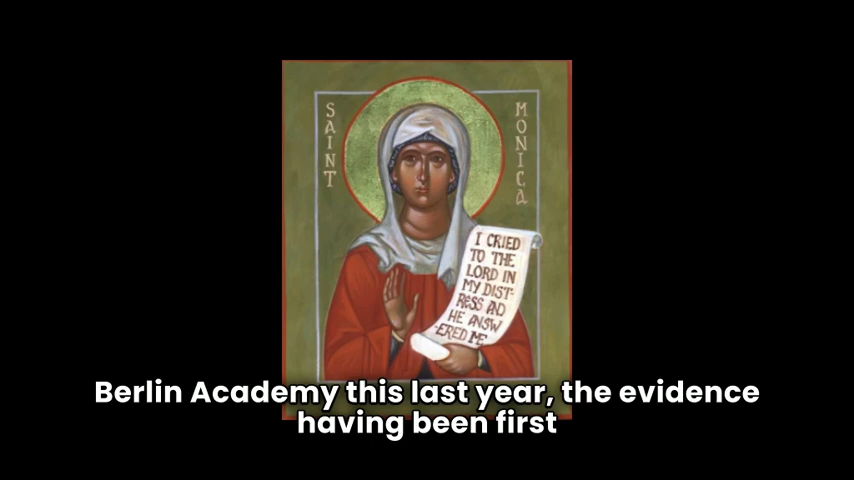 SAINT
MONICA
I CRIED
TO THE
LORD IN
MY DIST-
RESS AND
HE ANSW
-ERED ME.
Berlin Academy this last year, the evidence
having been first